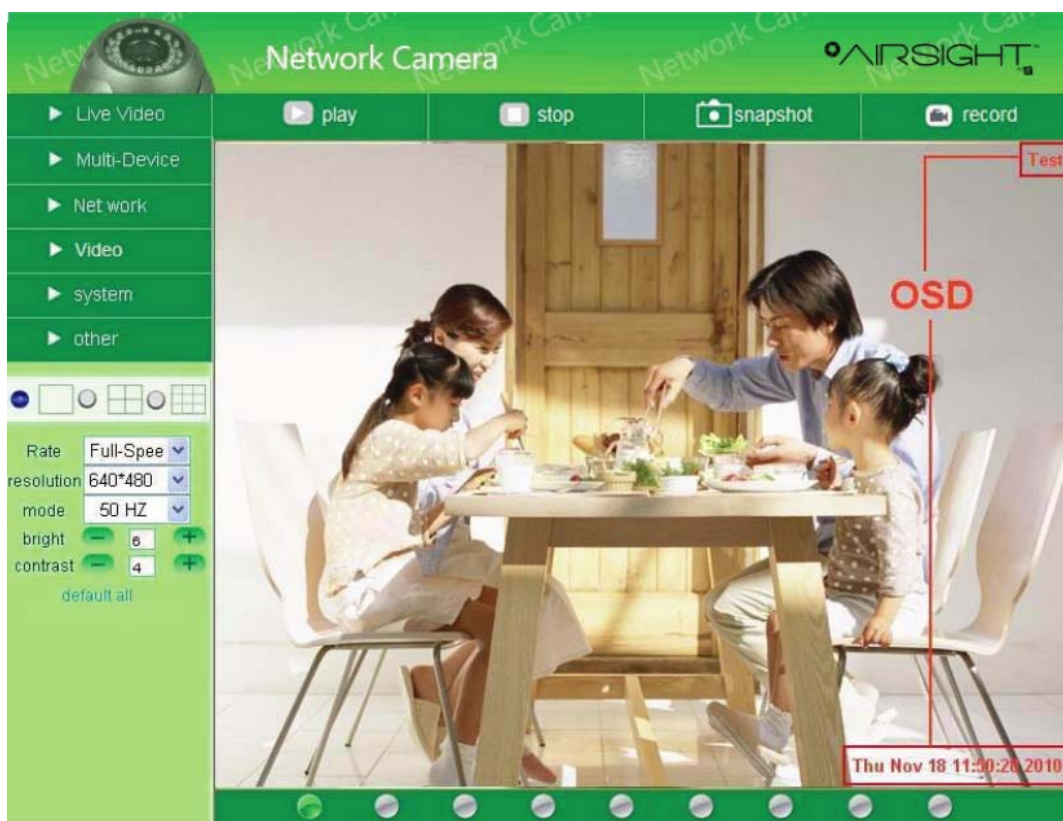 Network Camera
AIRSIGHT
Live Video
play
stop
snapshot
record
Multi-Device
Net work
Video
system
other
Test
OSD
Rate Full-Spee
resolution 640*480
mode 50 HZ
bright 6
contrast 4
default all
Thu Nov 18 11:50:26 2010